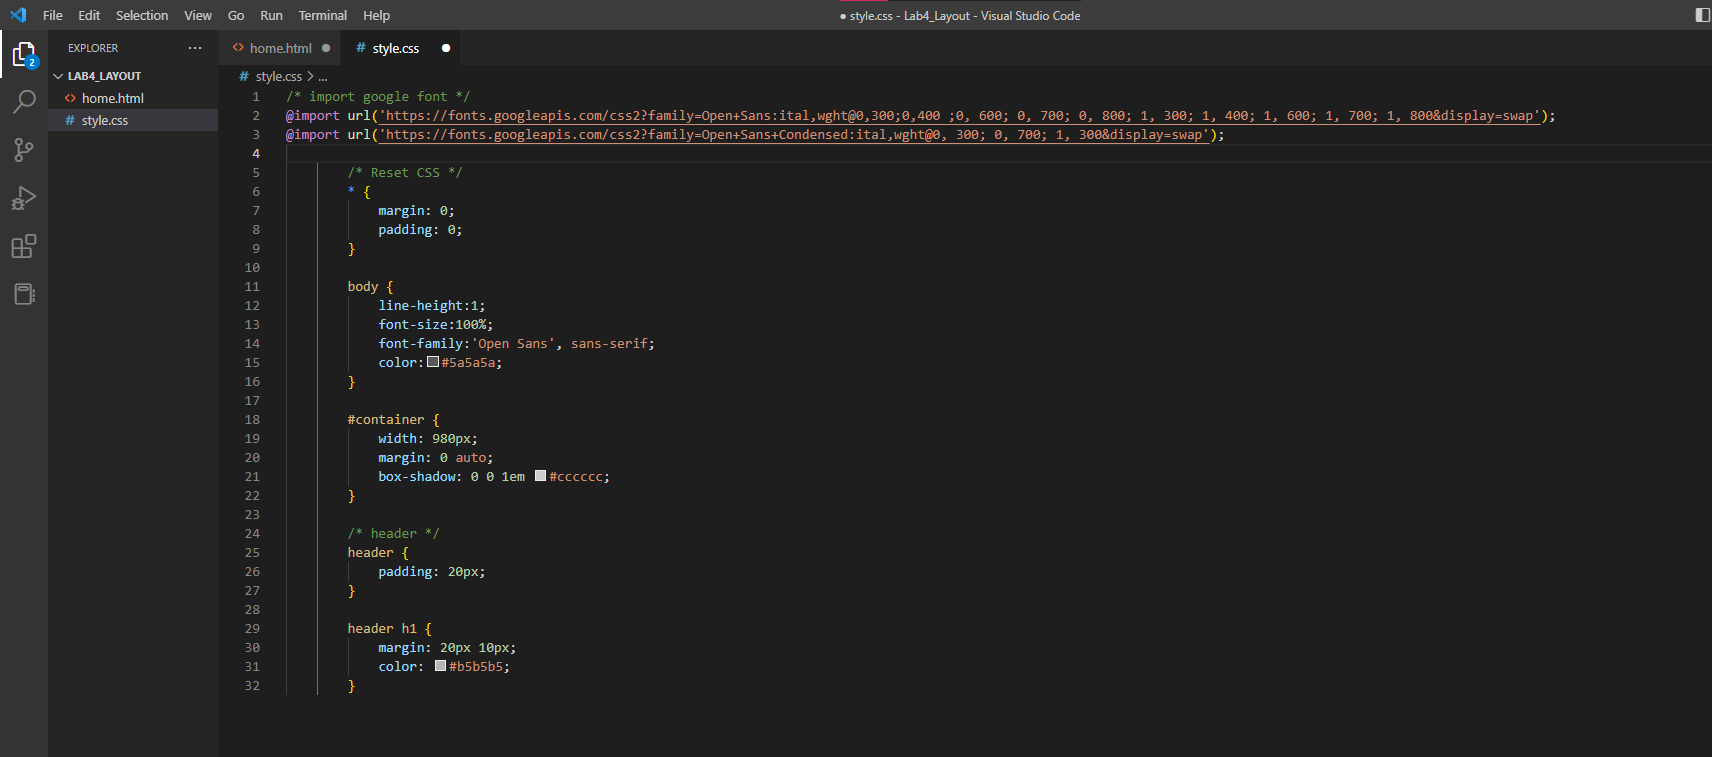 File Edit Selection View Go Run Terminal Help
● style.css - Lab4_Layout - Visual Studio Code
EXPLORER ...
home.html ●
# style.css ●
2
LAB4_LAYOUT
home.html
# style.css
# style.css > ...
1 /* import google font */
2 @import url('https://fonts.googleapis.com/css2?family=Open+Sans:ital,wght@0,300;0,400 ;0, 600; 0, 700; 0, 800; 1, 300; 1, 400; 1, 600; 1, 700; 1, 800&display=swap');
3 @import url('https://fonts.googleapis.com/css2?family=Open+Sans+Condensed:ital,wght@0, 300; 0, 700; 1, 300&display=swap');
4
5 /* Reset CSS */
6 * {
7 margin: 0;
8 padding: 0;
9 }
10
11 body {
12 line-height:1;
13 font-size:100%;
14 font-family:'Open Sans', sans-serif;
15 color:#5a5a5a;
16 }
17
18 #container {
19 width: 980px;
20 margin: 0 auto;
21 box-shadow: 0 0 1em #cccccc;
22 }
23
24 /* header */
25 header {
26 padding: 20px;
27 }
28
29 header h1 {
30 margin: 20px 10px;
31 color: #b5b5b5;
32 }